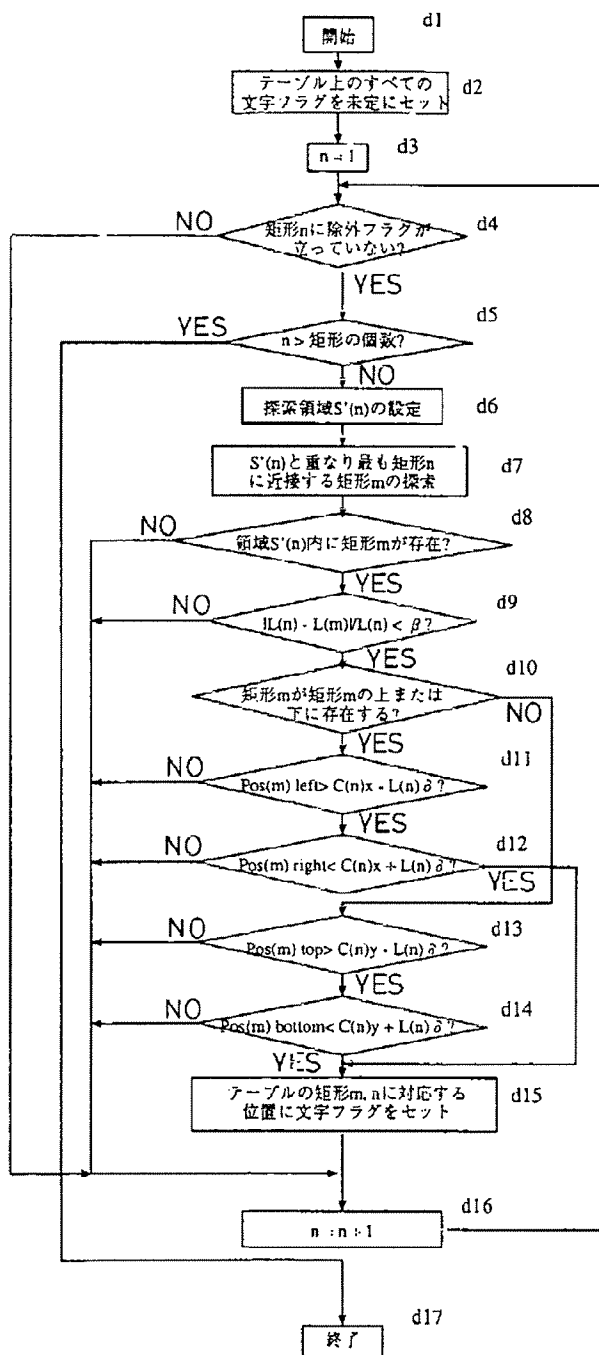 d1
開始
d2
テーブル上のすべての
文字フラグを未定にセット
d3
n = 1
d4
矩形nに除外フラグが
立っていない?
NO
YES
d5
n > 矩形の個数?
YES
NO
d6
探索領域S'(n)の設定
d7
S'(n)と重なり最も矩形n
に近接する矩形mの探索
d8
領域S'(n)内に矩形mが存在?
NO
YES
d9
|L(n) - L(m)|/L(n) < β ?
NO
YES
d10
矩形mが矩形mの上または
下に存在する?
NO
YES
d11
Pos(m) left> C(n)x - L(n) δ ?
NO
YES
d12
Pos(m) right< C(n)x + L(n) δ ?
NO
YES
d13
Pos(m) top> C(n)y - L(n) δ ?
NO
YES
d14
Pos(m) bottom< C(n)y + L(n) δ ?
NO
YES
d15
テーブルの矩形m, nに対応する
位置に文字フラグをセット
d16
n = n + 1
d17
終了